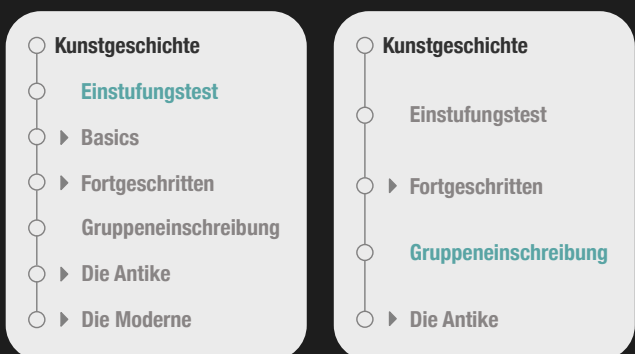 Kunstgeschichte
Einstufungstest
Basics
Fortgeschritten
Gruppeneinschreibung
Die Antike
Die Moderne
Kunstgeschichte
Einstufungstest
Fortgeschritten
Gruppeneinschreibung
Die Antike